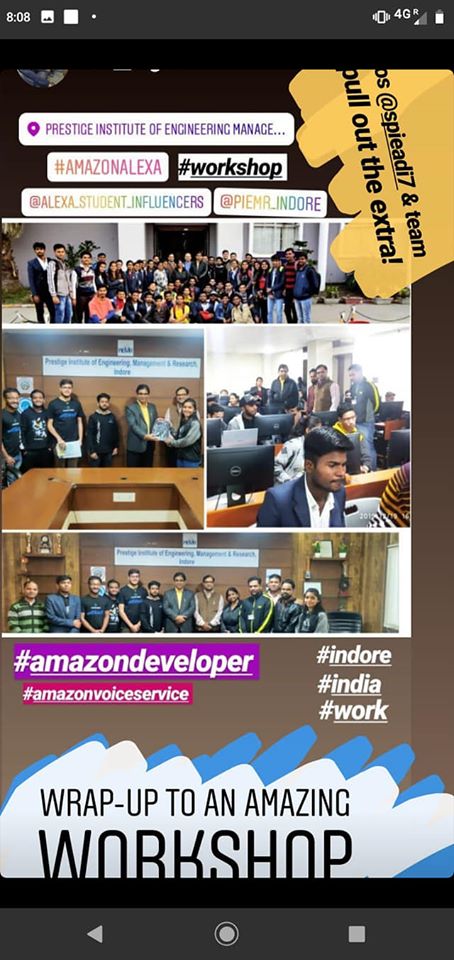 8:08
4G R
os @spieadi7 & team
pull out the extra!
PRESTIGE INSTITUTE OF ENGINEERING MANAGE...
#AMAZONALEXA #workshop
@ALEXA_STUDENT_INFLUENCERS @PIEMR_INDORE
Prestige Institute of Engineering, Management & Research,
Indore
DELL
Prestige Institute of Engineering, Management & Research,
Indore
#amazondeveloper
#amazonvoiceservice
#indore
#india
#work
WRAP-UP TO AN AMAZING
WORKSHOP